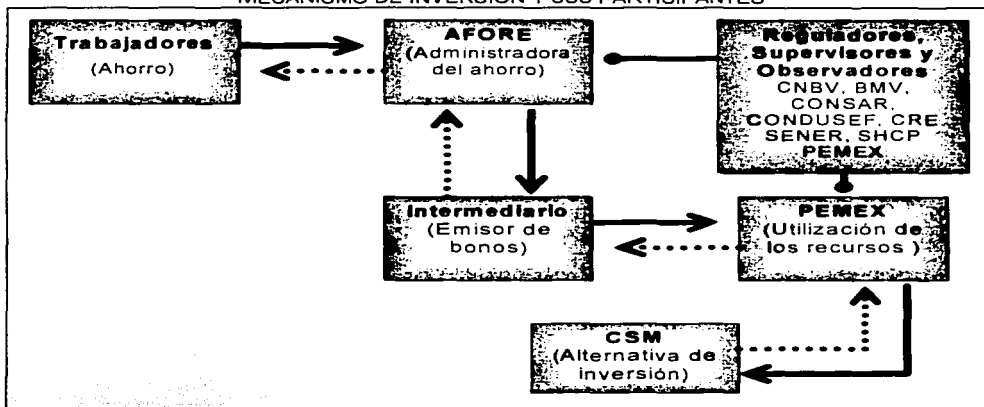 MECANISMO DE INVERSIÓN Y SUS PARTICIPANTES
Trabajadores
(Ahorro)
AFORE
(Administradora
del ahorro)
Reguladores,
Supervisores y
Observadores
CNBV, BMV,
CONSAR,
CONDUSEF, CRE
SENER, SHCP
PEMEX
Intermediario
(Emisor de
bonos)
PEMEX
(Utilización de
los recursos )
CSM
(Alternativa de
inversión)